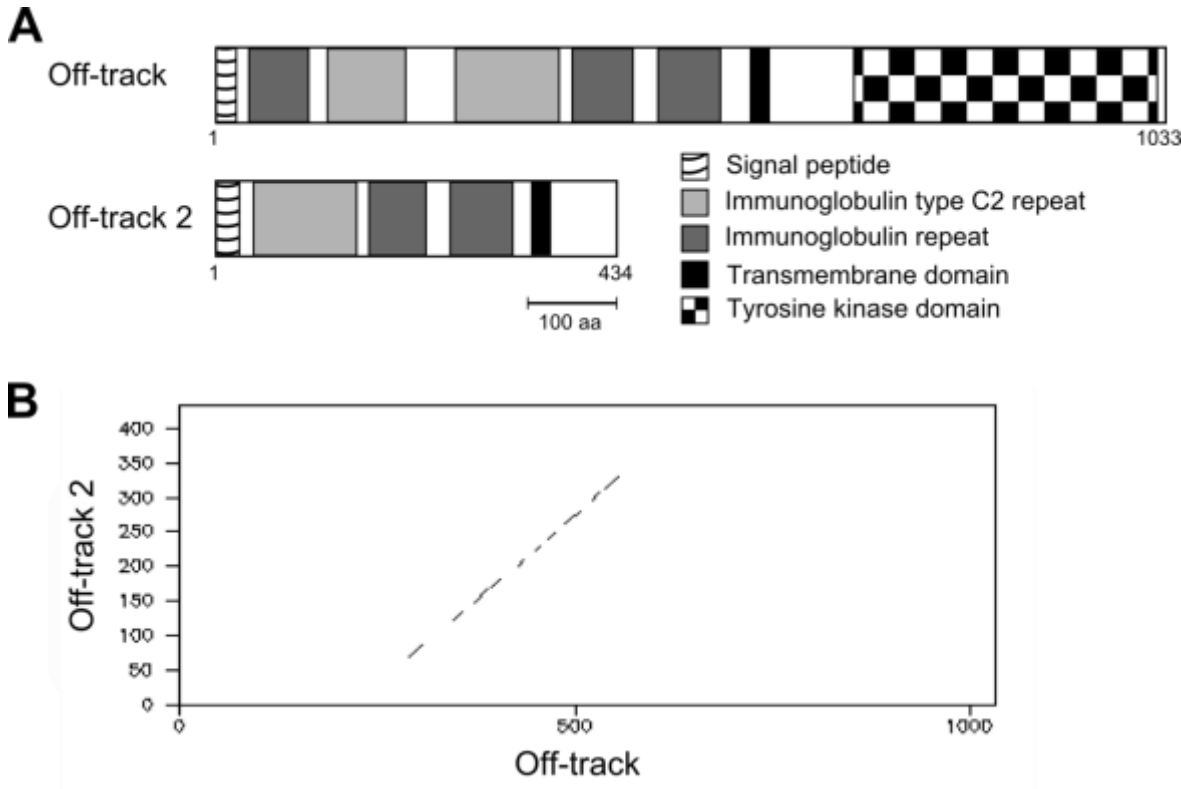 A
Off-track
1
1033
Off-track 2
1
434
100 aa
Signal peptide
Immunoglobulin type C2 repeat
Immunoglobulin repeat
Transmembrane domain
Tyrosine kinase domain
B
Off-track 2
400
350
300
250
200
150
100
50
0
0
500
1000
Off-track